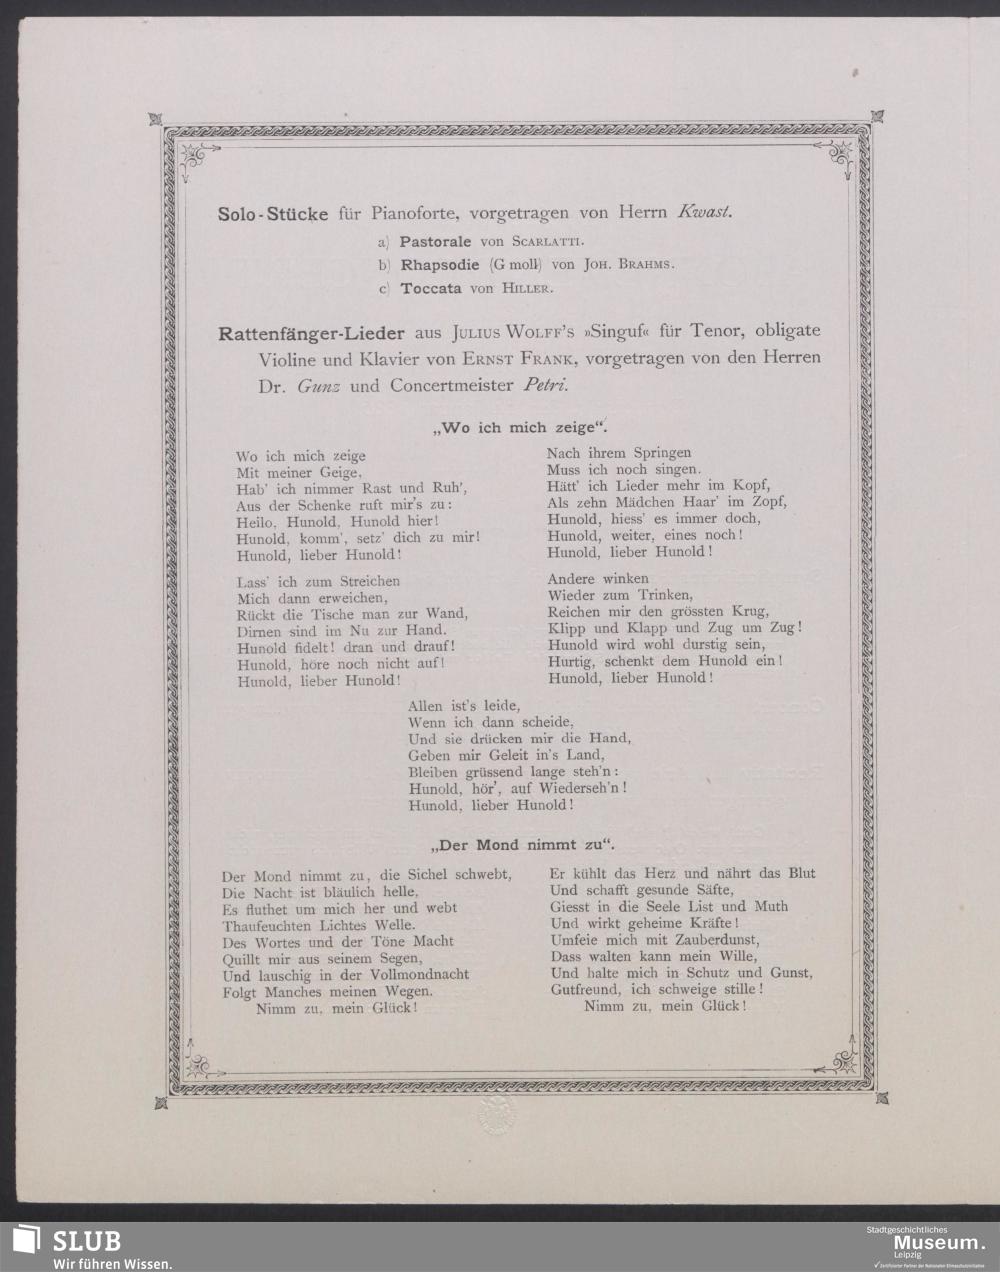 Solo-Stücke für Pianoforte, vorgetragen von Herrn Kwast.
a) Pastorale von Scarlatti.
b) Rhapsodie (G moll) von Joh. Brahms.
c) Toccata von Hiller.
Rattenfänger-Lieder aus Julius Wolff's »Singuf« für Tenor, obligate
Violine und Klavier von Ernst Frank, vorgetragen von den Herren
Dr. Gunz und Concertmeister Petri.
„Wo ich mich zeige“.
Wo ich mich zeige
Mit meiner Geige,
Hab' ich nimmer Rast und Ruh',
Aus der Schenke ruft mir's zu:
Heilo, Hunold, Hunold hier!
Hunold, komm', setz' dich zu mir!
Hunold, lieber Hunold!
Lass' ich zum Streichen
Mich dann erweichen,
Rückt die Tische man zur Wand,
Dirnen sind im Nu zur Hand.
Hunold fidelt! dran und drauf!
Hunold, höre noch nicht auf!
Hunold, lieber Hunold!
Nach ihrem Springen
Muss ich noch singen.
Hätt' ich Lieder mehr im Kopf,
Als zehn Mädchen Haar' im Zopf,
Hunold, hiess' es immer doch,
Hunold, weiter, eines noch!
Hunold, lieber Hunold!
Andere winken
Wieder zum Trinken,
Reichen mir den grössten Krug,
Klipp und Klapp und Zug um Zug!
Hunold wird wohl durstig sein,
Hurtig, schenkt dem Hunold ein!
Hunold, lieber Hunold!
Allen ist's leide,
Wenn ich dann scheide,
Und sie drücken mir die Hand,
Geben mir Geleit in's Land,
Bleiben grüssend lange steh'n:
Hunold, hör', auf Wiederseh'n!
Hunold, lieber Hunold!
„Der Mond nimmt zu“.
Der Mond nimmt zu, die Sichel schwebt,
Die Nacht ist bläulich helle,
Es fluthet um mich her und webt
Thaufeuchten Lichtes Welle.
Des Wortes und der Töne Macht
Quillt mir aus seinem Segen,
Und lauschig in der Vollmondnacht
Folgt Manches meinen Wegen.
Nimm zu, mein Glück!
Er kühlt das Herz und nährt das Blut
Und schafft gesunde Säfte,
Giesst in die Seele List und Muth
Und wirkt geheime Kräfte!
Umfeie mich mit Zauberdunst,
Dass walten kann mein Wille,
Und halte mich in Schutz und Gunst,
Gutfreund, ich schweige stille!
Nimm zu, mein Glück!
SLUB
Wir führen Wissen.
Stadtgeschichtliches
Museum.
Leipzig
Zertifizierter Partner der Nationalen Klimaschutzinitiative